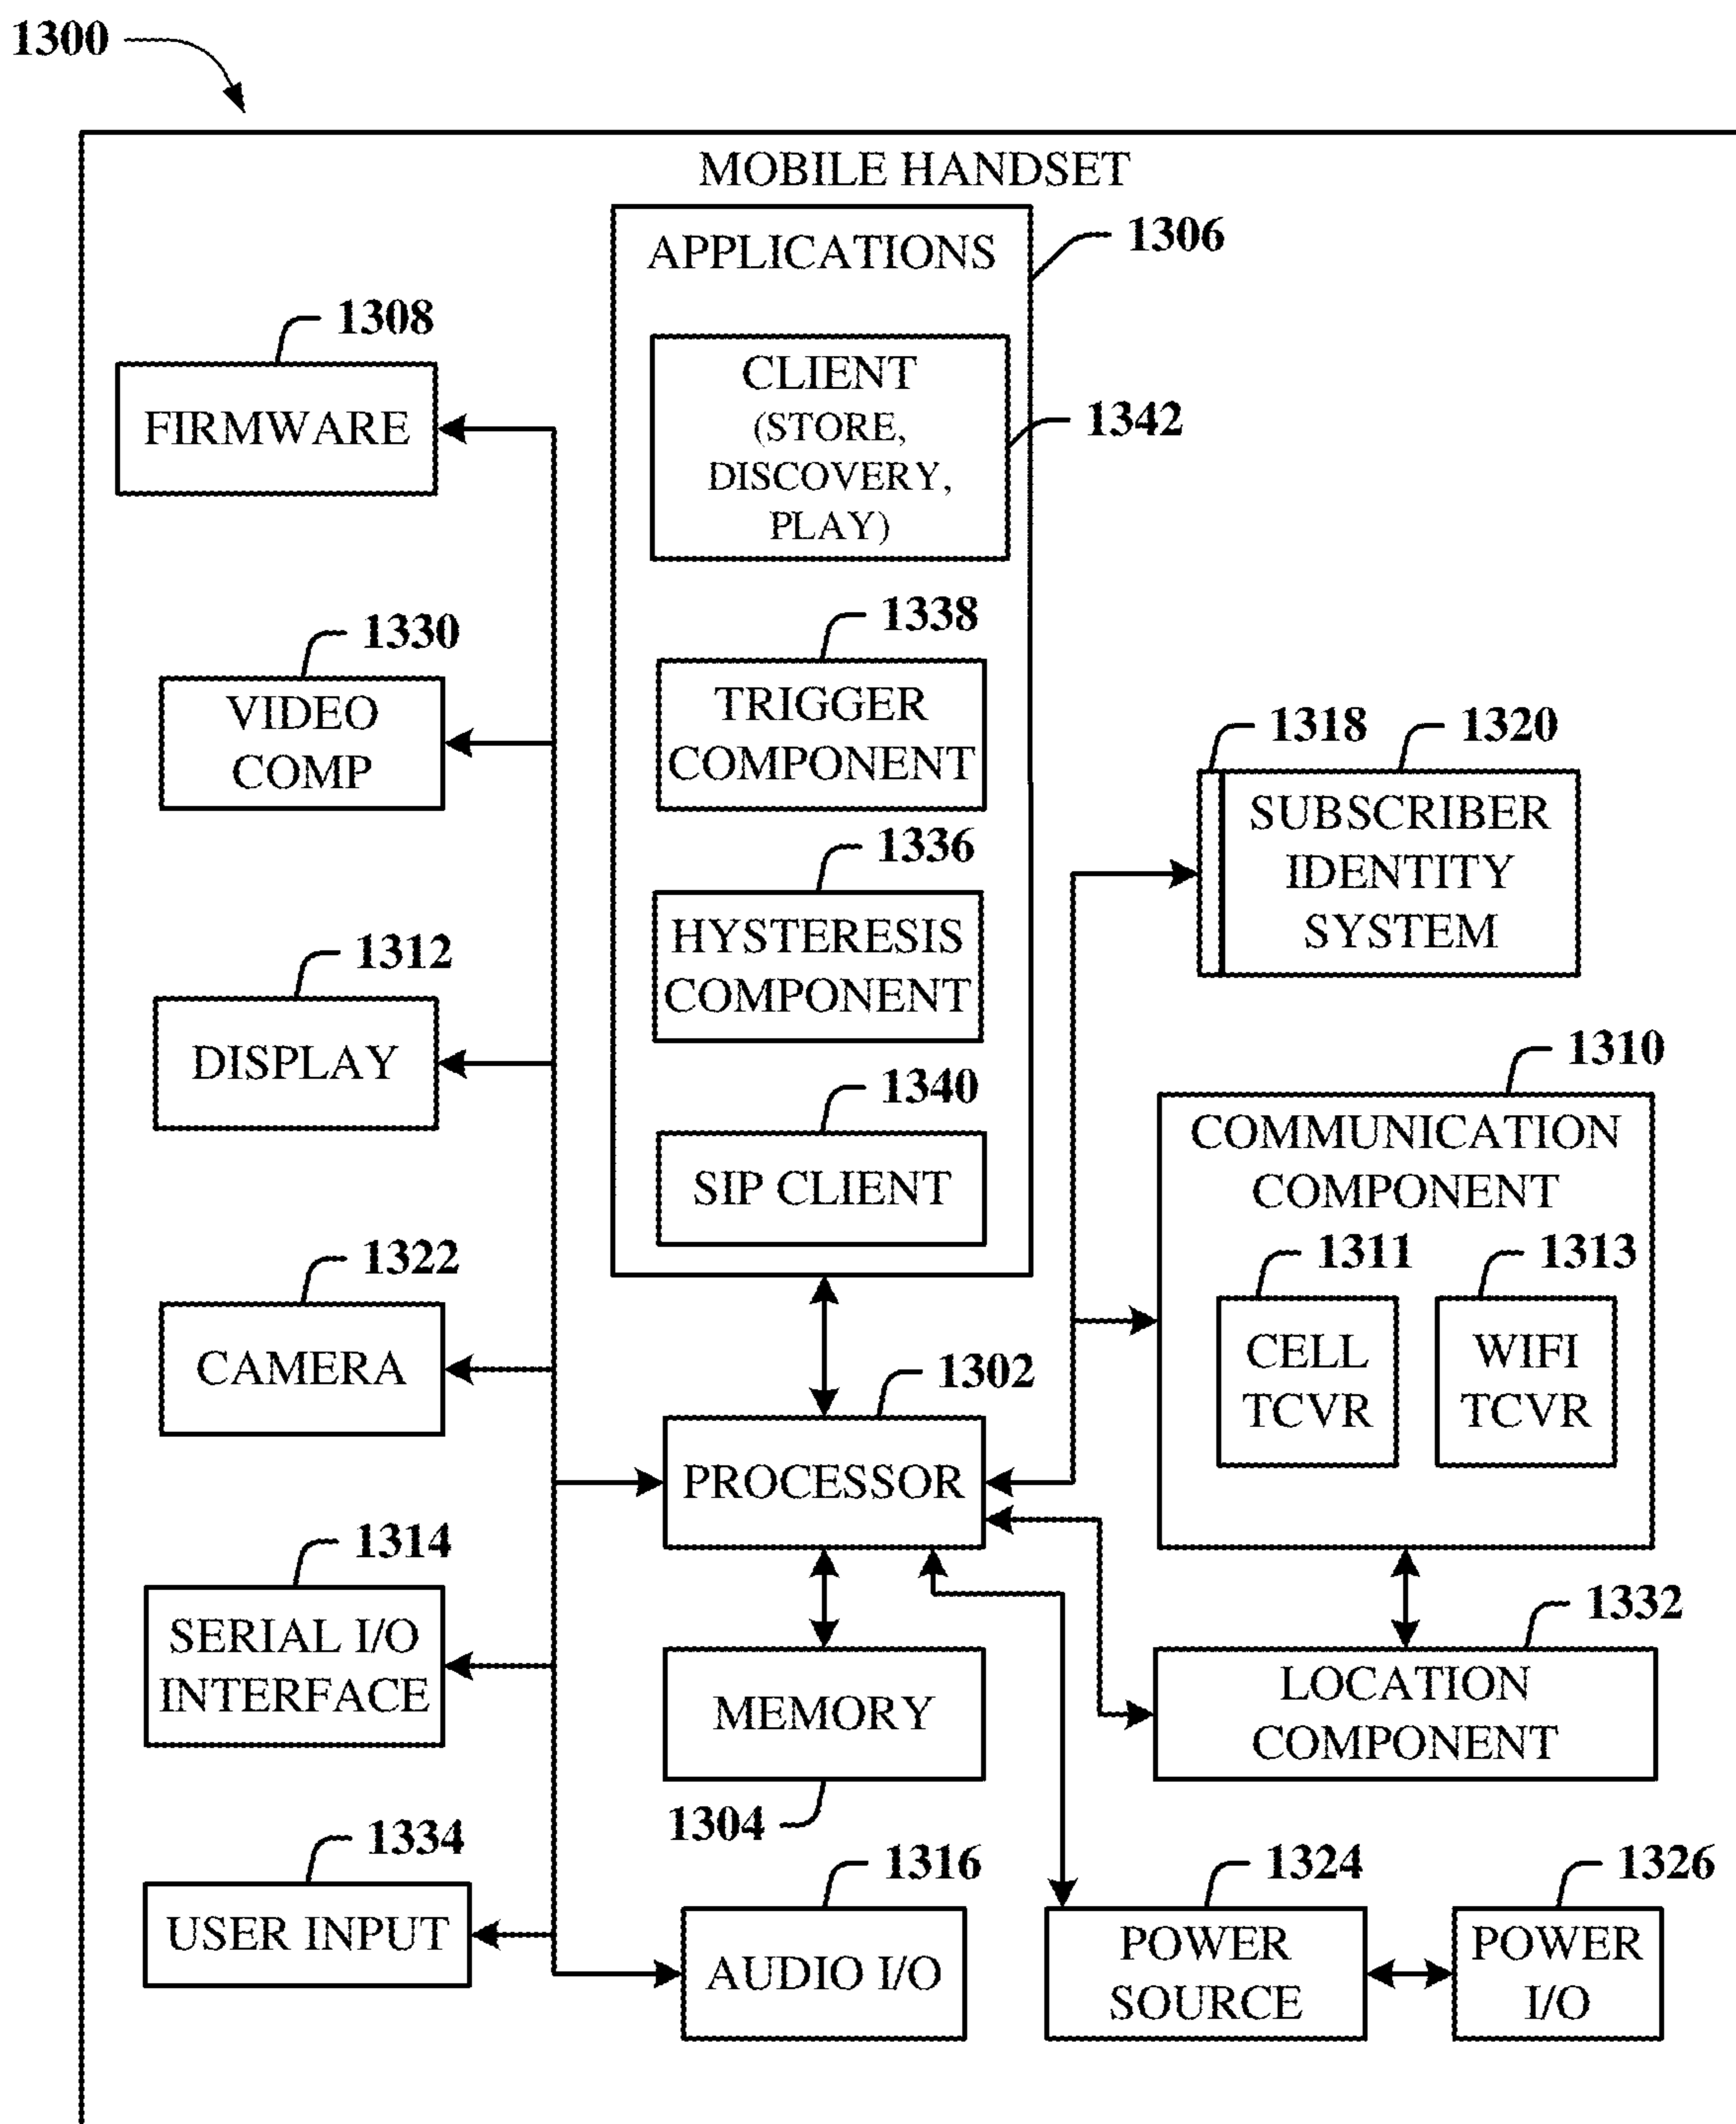 1300
MOBILE HANDSET
APPLICATIONS
1306
CLIENT
(STORE,
DISCOVERY,
PLAY)
1342
1338
TRIGGER
COMPONENT
1336
HYSTERESIS
COMPONENT
1340
SIP CLIENT
1308
FIRMWARE
1330
VIDEO
COMP
1312
DISPLAY
1322
CAMERA
1314
SERIAL I/O
INTERFACE
1334
USER INPUT
1302
PROCESSOR
MEMORY
1304
1316
AUDIO I/O
1318
1320
SUBSCRIBER
IDENTITY
SYSTEM
1310
COMMUNICATION
COMPONENT
1311
CELL
TCVR
1313
WIFI
TCVR
1332
LOCATION
COMPONENT
1324
POWER
SOURCE
1326
POWER
I/O